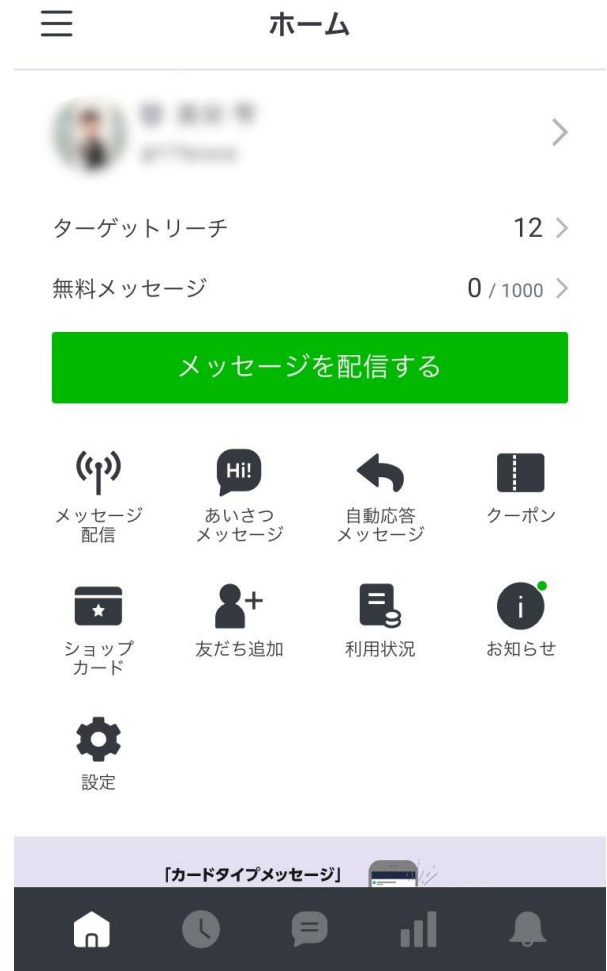 ホーム
ターゲットリーチ 12
無料メッセージ 0 / 1000
メッセージを配信する
Hi!
メッセージ
配信
あいさつ
メッセージ
自動応答
メッセージ
クーポン
ショップ
カード
友だち追加
利用状況
お知らせ
設定
「カードタイプメッセージ」